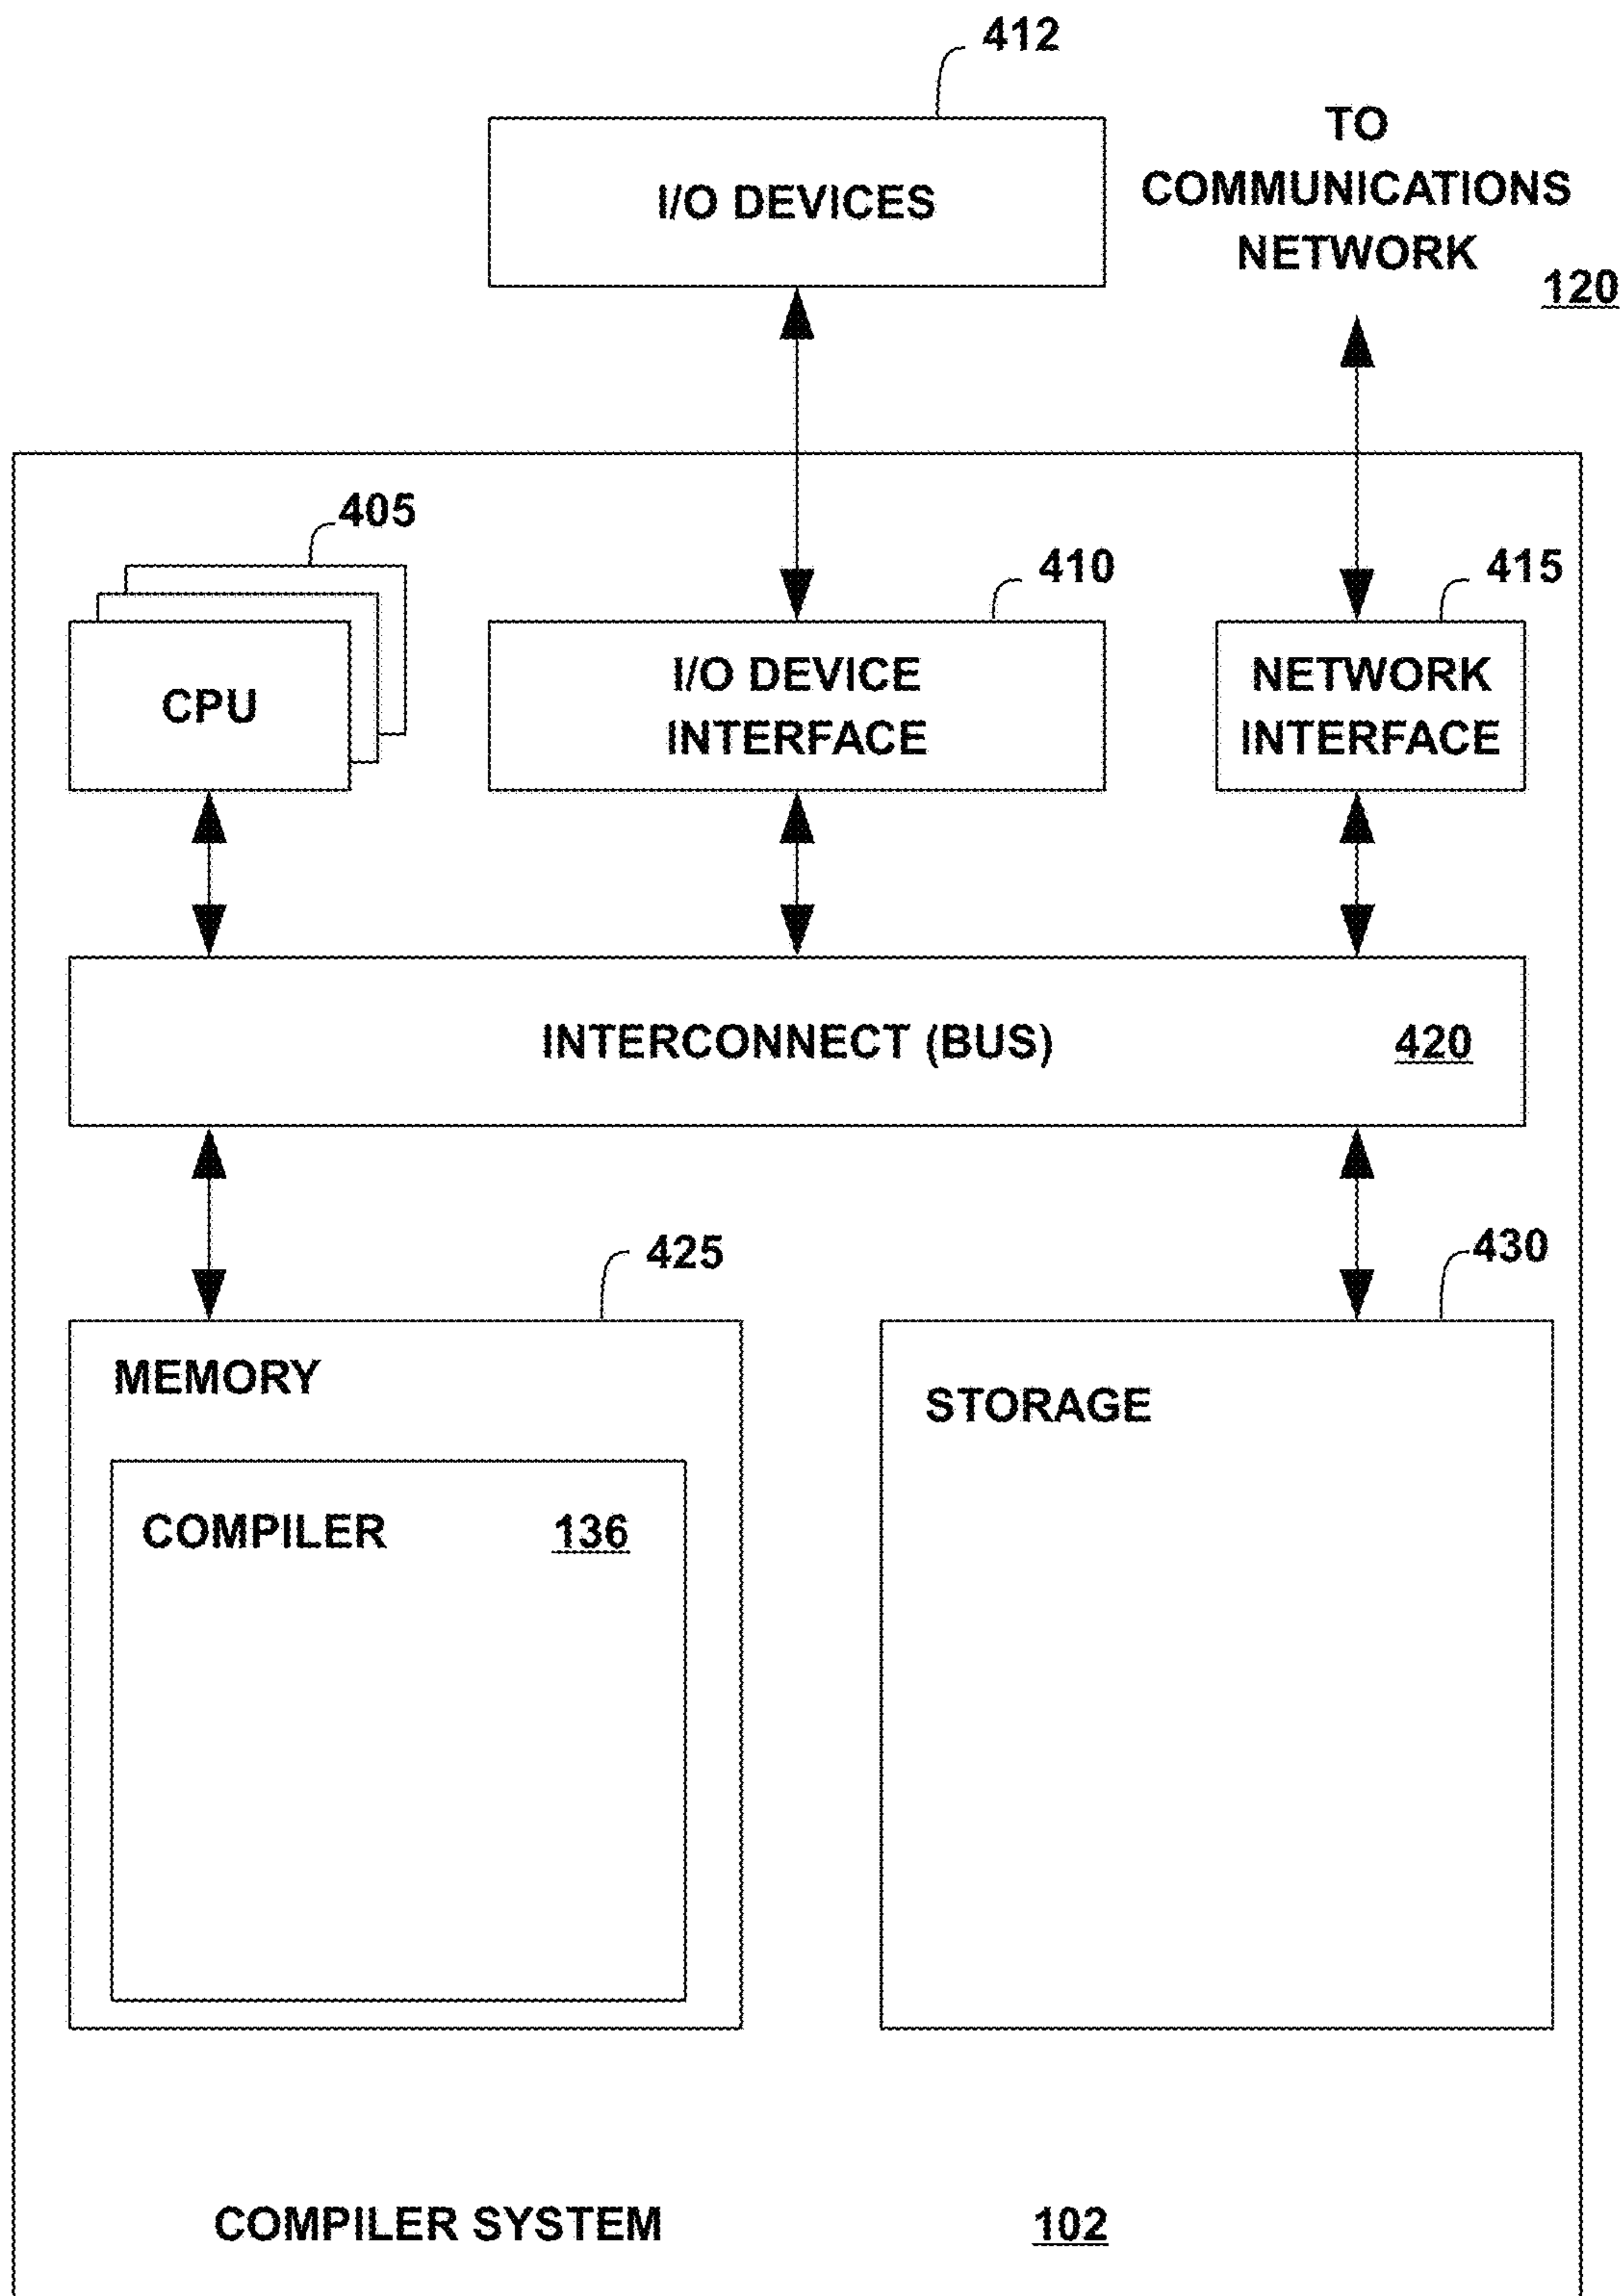 412
I/O DEVICES
TO
COMMUNICATIONS
NETWORK
120
405
410
415
CPU
I/O DEVICE
INTERFACE
NETWORK
INTERFACE
INTERCONNECT (BUS) 420
425
430
MEMORY
STORAGE
COMPILER 136
COMPILER SYSTEM 102